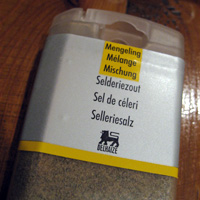 Mengeling
Mélange
Mischung
Selderiezout
Sel de céleri
Selleriesalz
DELHAIZE